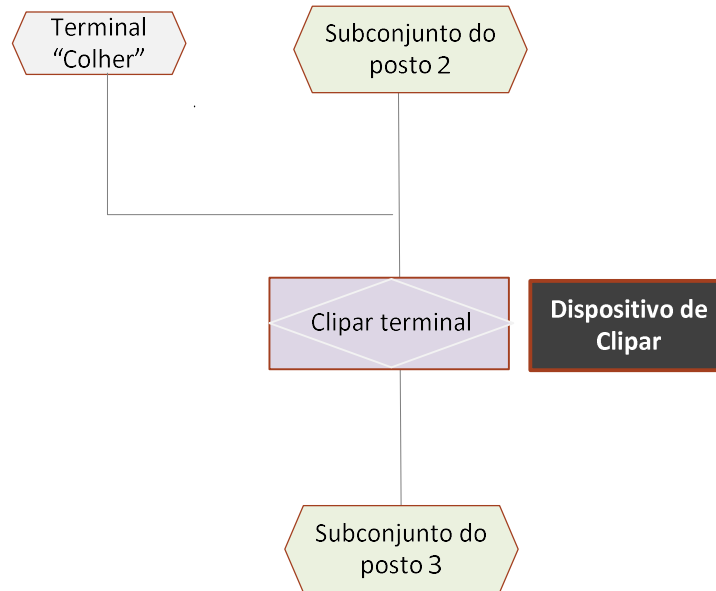 Terminal
“Colher”
Subconjunto do
posto 2
Clipar terminal
Dispositivo de
Clipar
Subconjunto do
posto 3